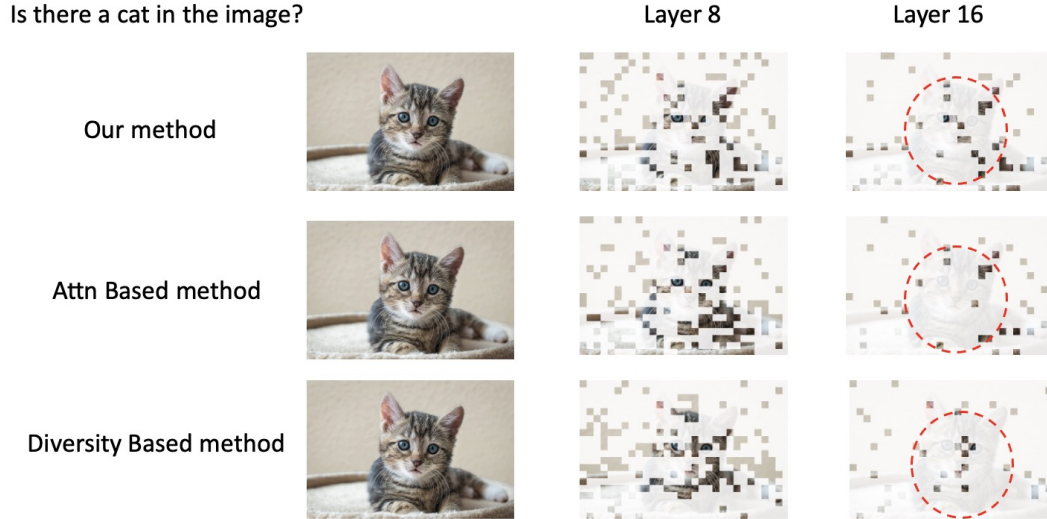 Is there a cat in the image?
Layer 8
Layer 16
Our method
Attn Based method
Diversity Based method